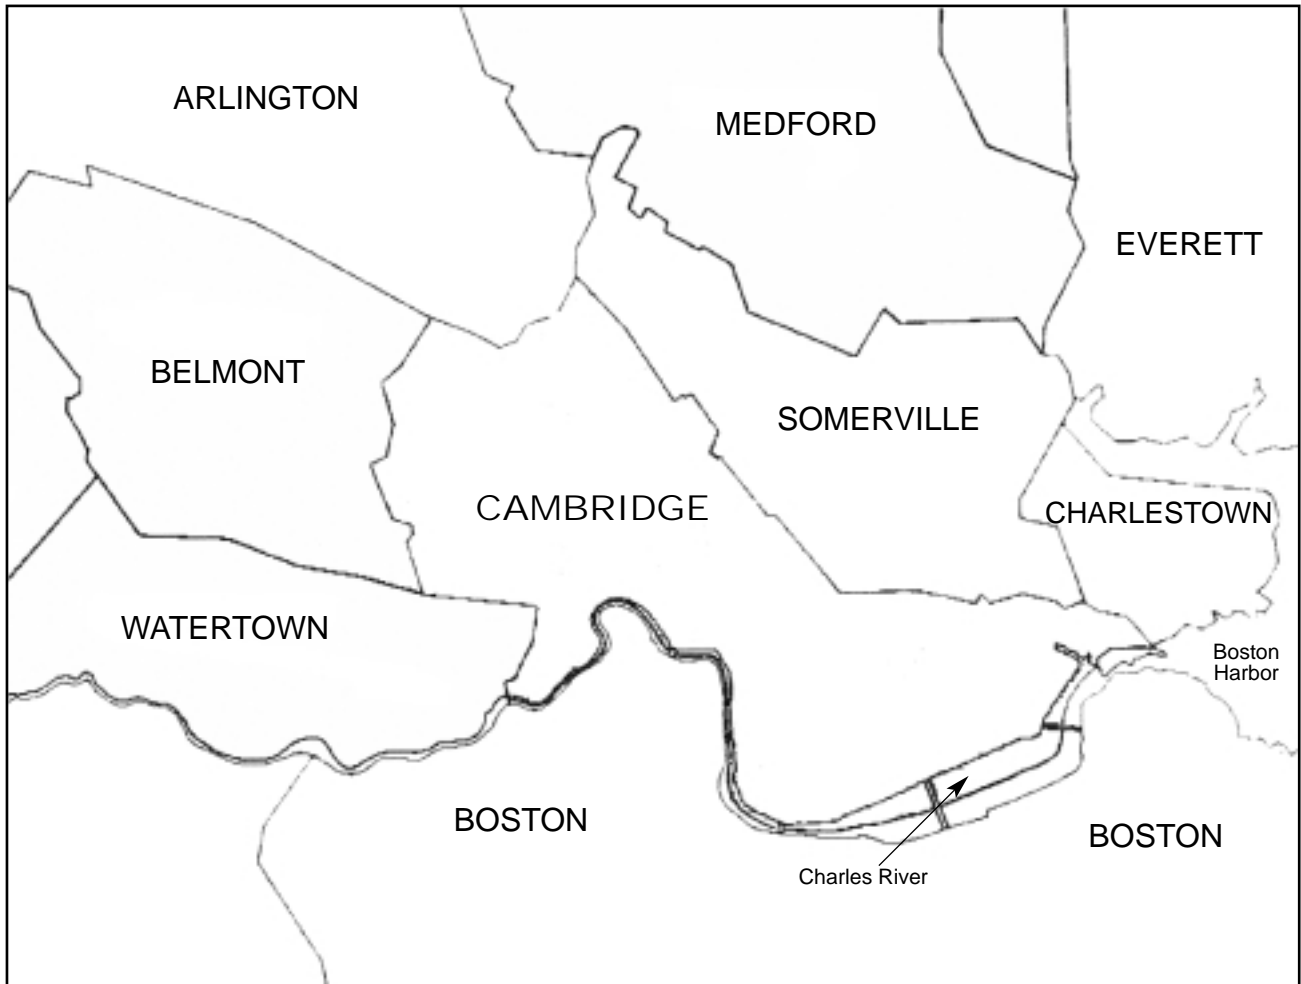 ARLINGTON
MEDFORD
EVERETT
BELMONT
SOMERVILLE
CAMBRIDGE
CHARLESTOWN
WATERTOWN
Boston
Harbor
BOSTON
BOSTON
Charles River